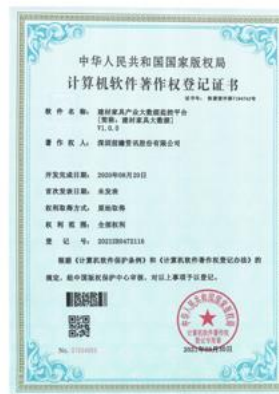 中华人民共和国国家版权局
计算机软件著作权登记证书
软件名称：建材家具产业大数据监控平台
[简称：建材家具大数据]
V1.0.0
著作权人：深圳前瞻资讯股份有限公司
开发完成日期：2020年08月20日
首次发表日期：未发表
权利取得方式：原始取得
权利范围：全部权利
登记号：2021SR0472116
根据《计算机软件保护条例》和《计算机软件著作权登记办法》的
规定，经中国版权保护中心审核，对以上事项予以登记。